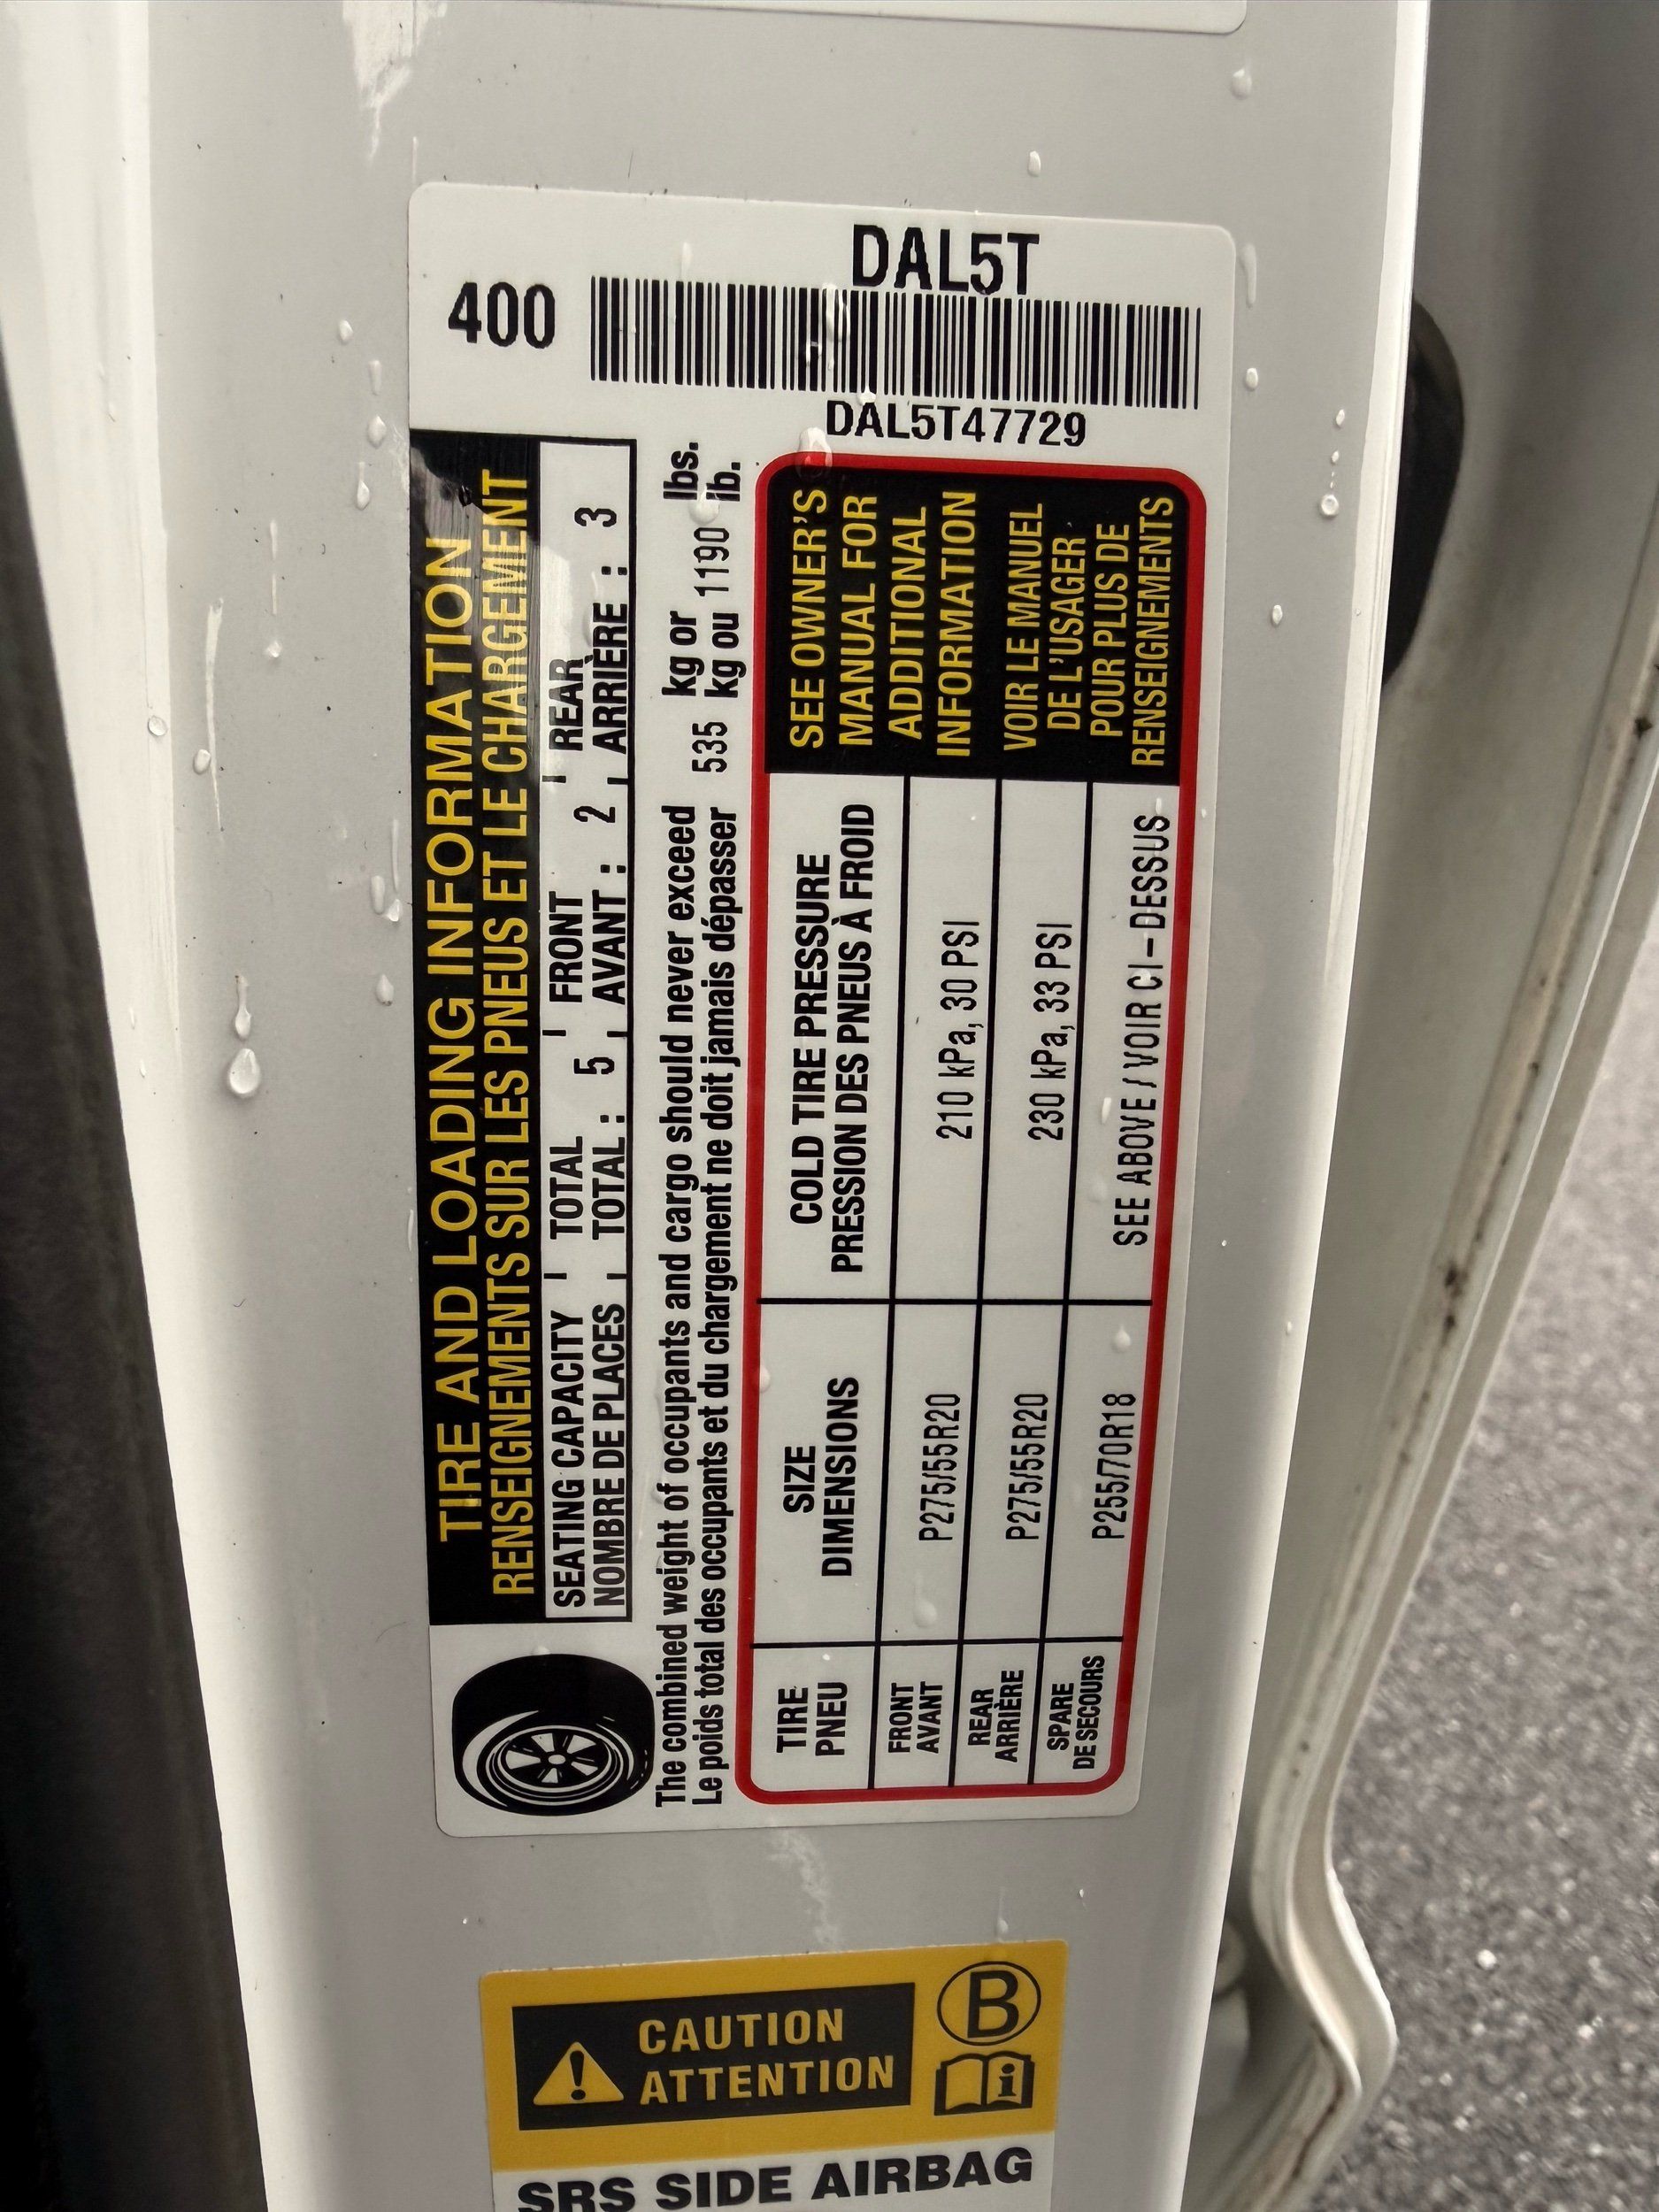 TIRE AND LOADING INFORMATION
RENSEIGNEMENTS SUR LES PNEUS ET LE CHARGEMENT
400
SEATING CAPACITY TOTAL FRONT REAR
NOMBRE DE PLACES TOTAL : 5 AVANT : 2 ARRIÈRE : 3
The combined weight of occupants and cargo should never exceed kg or lbs.
Le poids total des occupants et du chargement ne doit jamais dépasser 535 kg ou 1190 lb.
TIRE
PNEU
SIZE
DIMENSIONS
COLD TIRE PRESSURE
PRESSION DES PNEUS À FROID
FRONT
AVANT
P275/55R20
210 kPa, 30 PSI
REAR
ARRIÈRE
P275/55R20
230 kPa, 33 PSI
SPARE
DE SECOURS
P255/70R18
SEE ABOVE / VOIR CI-DESSUS
SEE OWNER'S
MANUAL FOR
ADDITIONAL
INFORMATION
VOIR LE MANUEL
DE L'USAGER
POUR PLUS DE
RENSEIGNEMENTS
DAL5T47729
DAL5T
CAUTION
ATTENTION
B
i
SRS SIDE AIRBAG